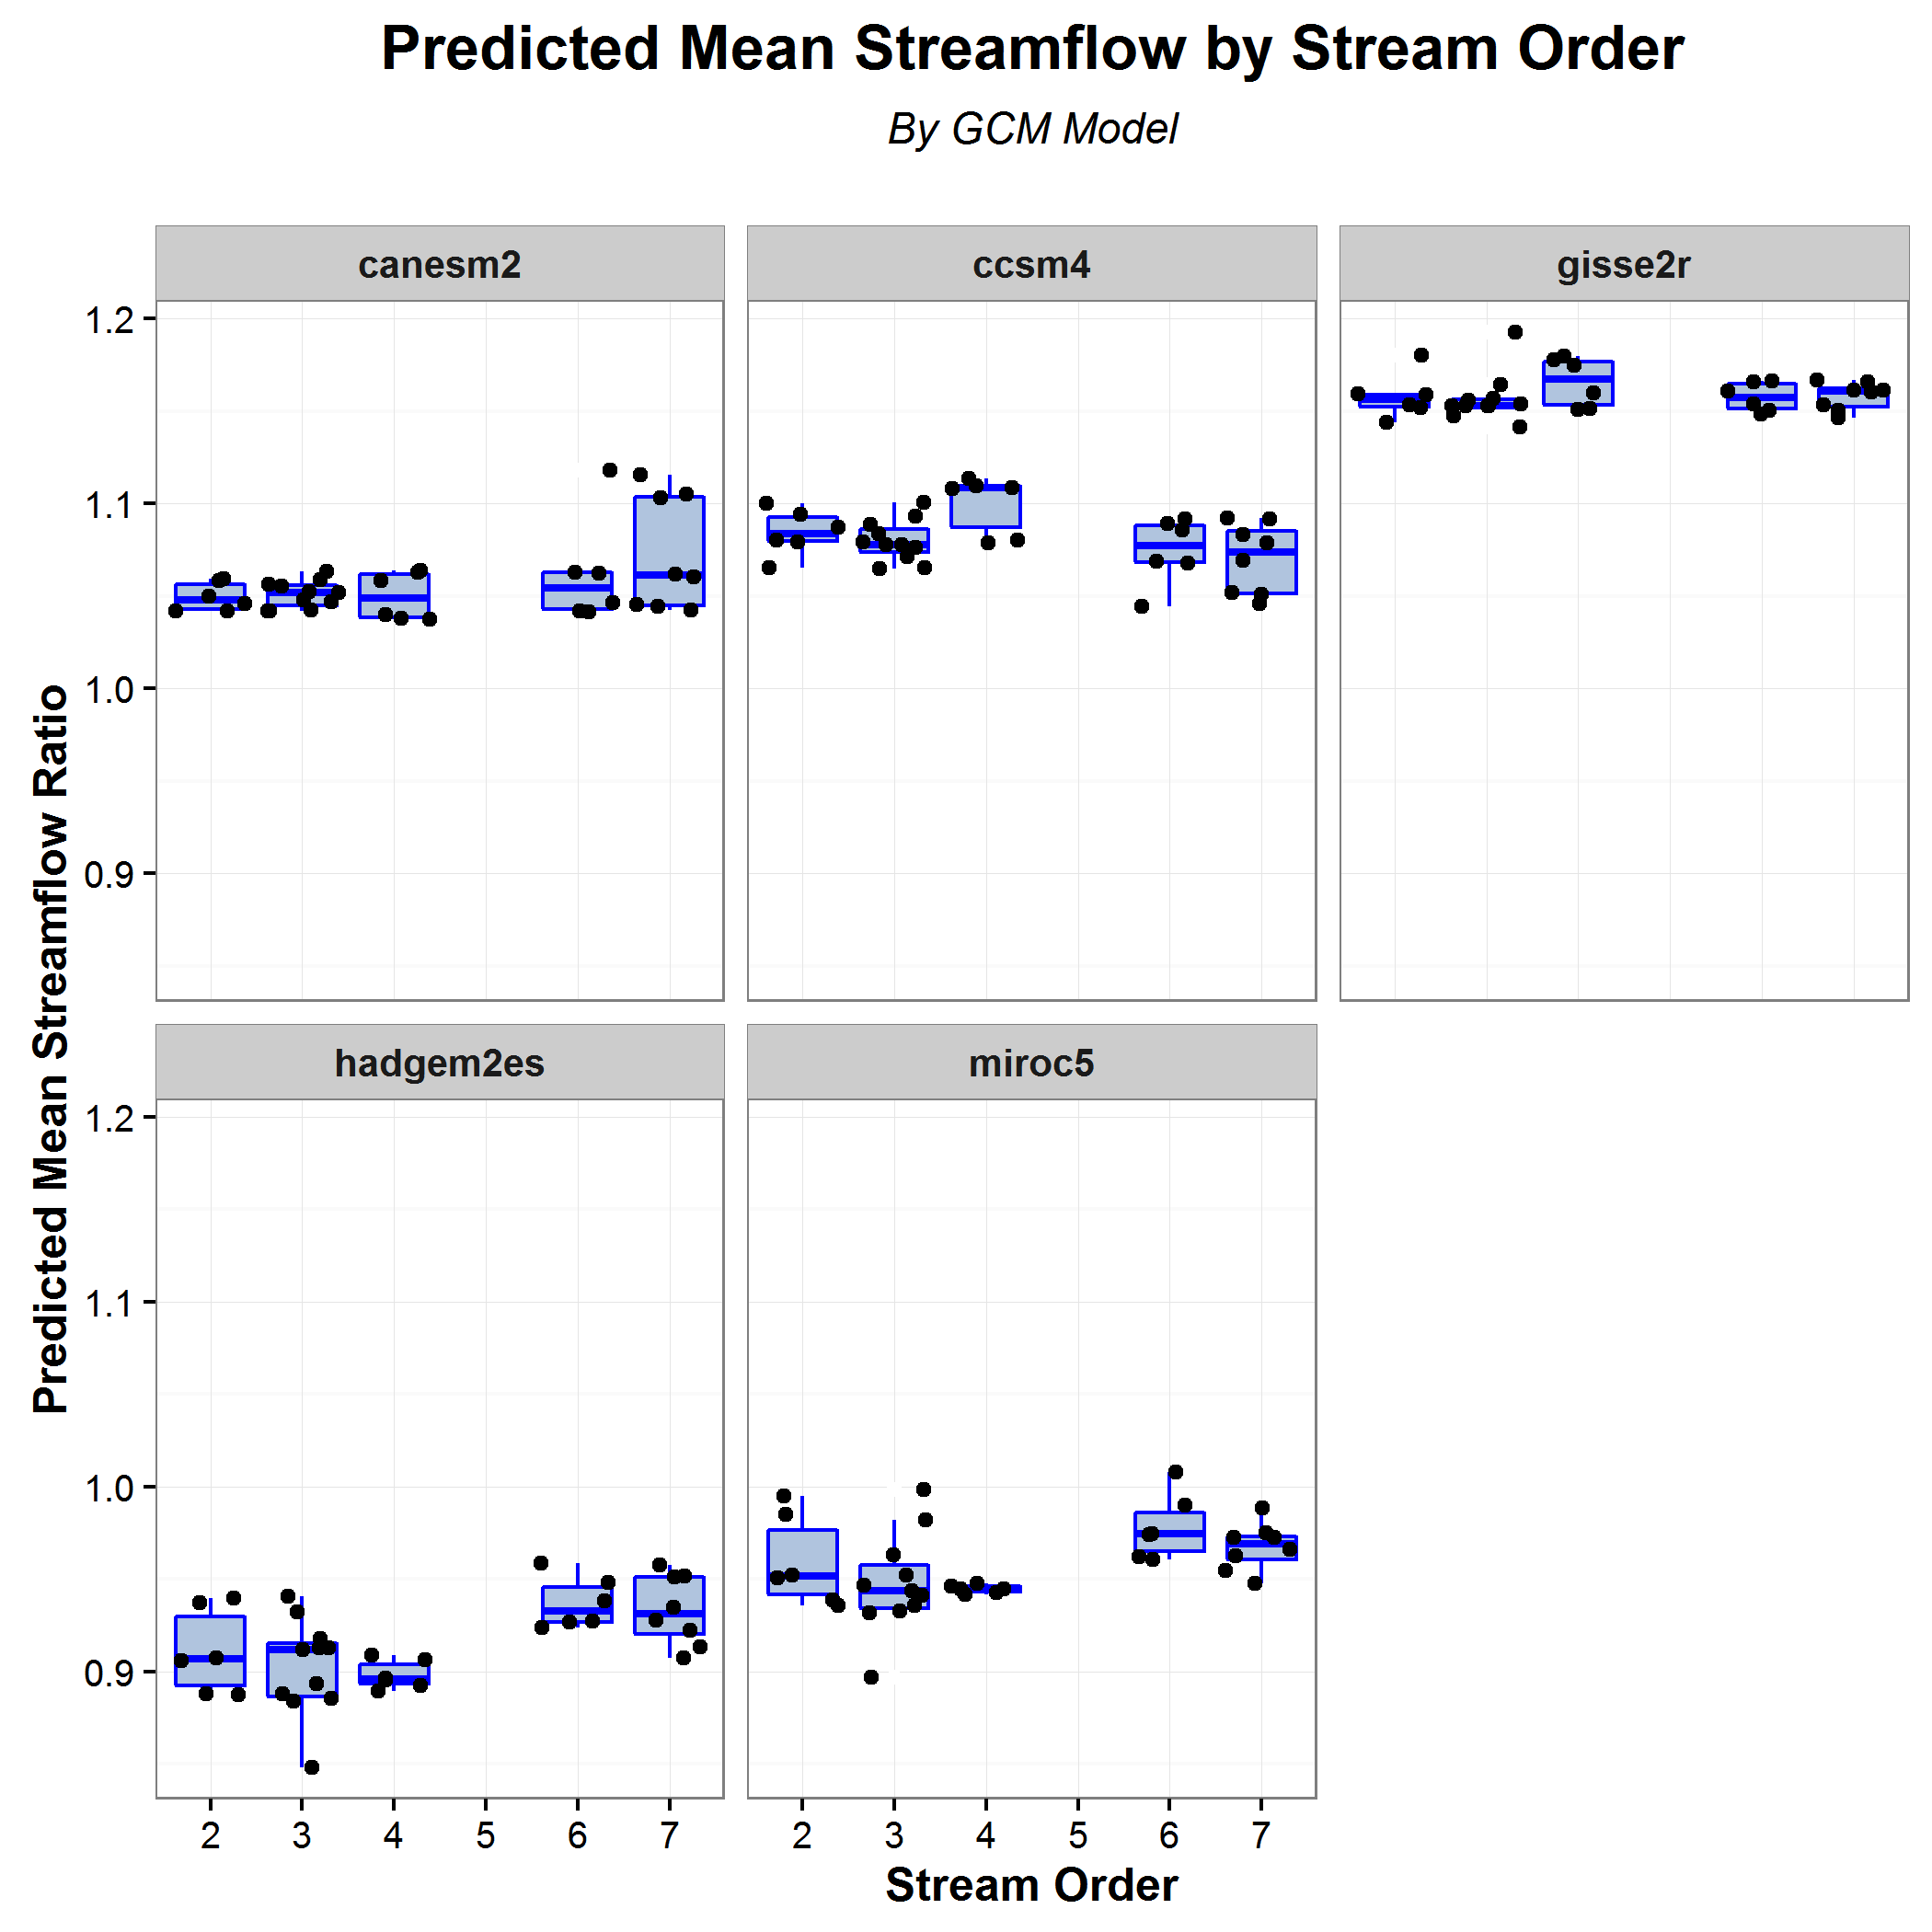 Predicted Mean Streamflow by Stream Order
By GCM Model
canesm2
ccsm4
gisse2r
1.2
1.1
1.0
0.9
Predicted Mean Streamflow Ratio
hadgem2es
miroc5
1.2
1.1
1.0
0.9
2 3 4 5 6 7
2 3 4 5 6 7
Stream Order